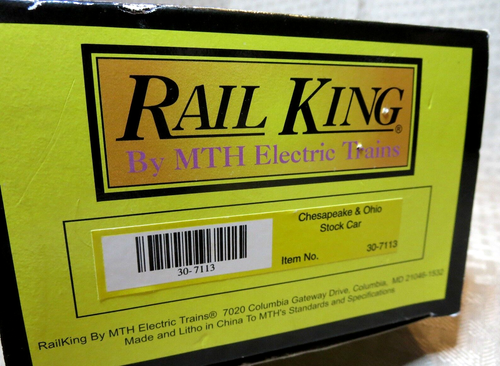 RAIL KING®
By MTH Electric Trains
Chesapeake & Ohio
Stock Car
30-7113
Item No. 30-7113
RailKing By MTH Electric Trains® 7020 Columbia Gateway Drive, Columbia, MD 21046-1532
Made and Litho in China To MTH's Standards and Specifications